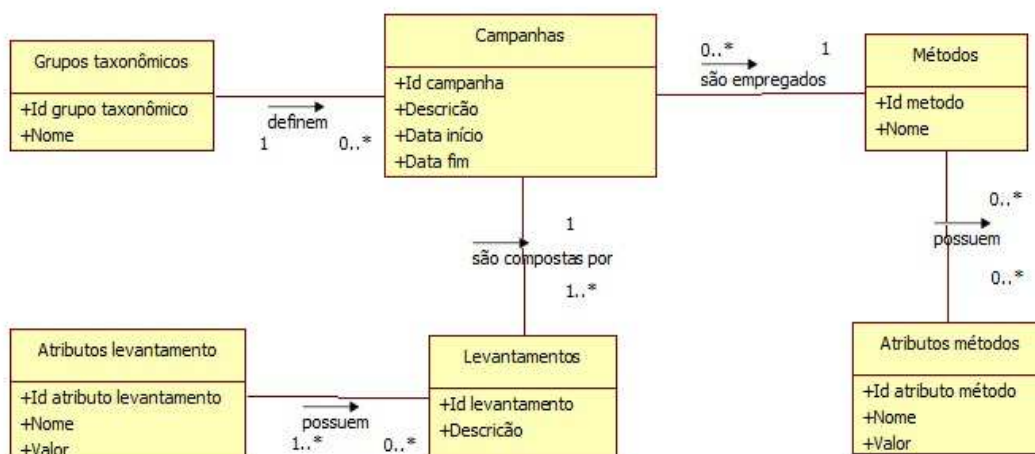 Grupos taxonômicos
+Id grupo taxonômico
+Nome
definem
1
0..*
Campanhas
+Id campanha
+Descricão
+Data início
+Data fim
0..*
1
são empregados
Métodos
+Id metodo
+Nome
1
são compostas por
1..*
0..*
possuem
0..*
Atributos levantamento
+Id atributo levantamento
+Nome
+Valor
possuem
1..*
0..*
Levantamentos
+Id levantamento
+Descricão
Atributos métodos
+Id atributo método
+Nome
+Valor